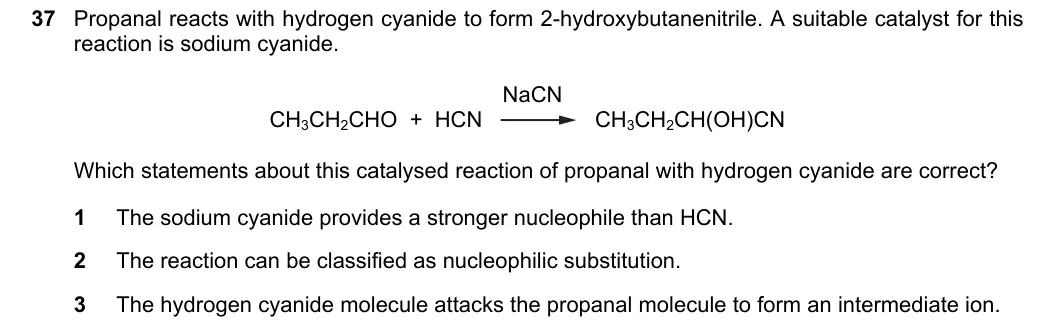 37 Propanal reacts with hydrogen cyanide to form 2-hydroxybutanenitrile. A suitable catalyst for this
reaction is sodium cyanide.
NaCN
CH₃CH₂CHO + HCN ⟶ CH₃CH₂CH(OH)CN
Which statements about this catalysed reaction of propanal with hydrogen cyanide are correct?
1 The sodium cyanide provides a stronger nucleophile than HCN.
2 The reaction can be classified as nucleophilic substitution.
3 The hydrogen cyanide molecule attacks the propanal molecule to form an intermediate ion.